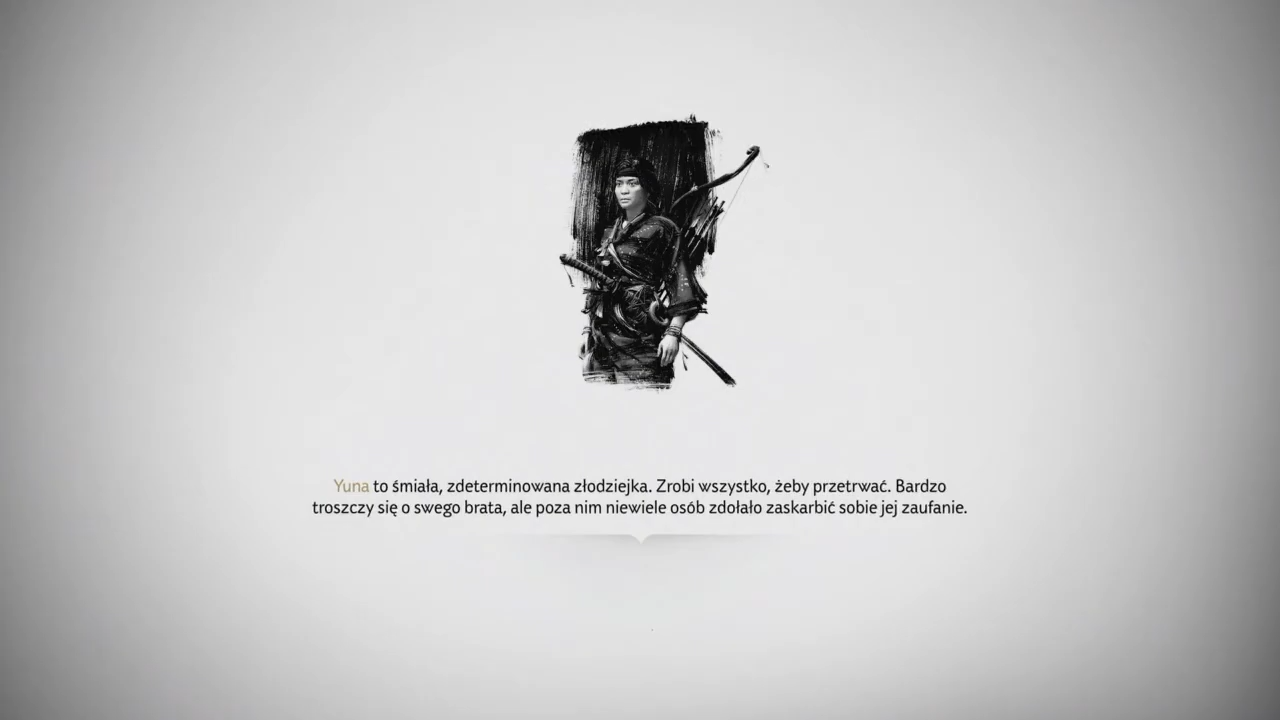 Yuna to śmiała, zdeterminowana złodziejka. Zrobi wszystko, żeby przetrwać. Bardzo
troszczy się o swego brata, ale poza nim niewiele osób zdołało zaskarbić sobie jej zaufanie.